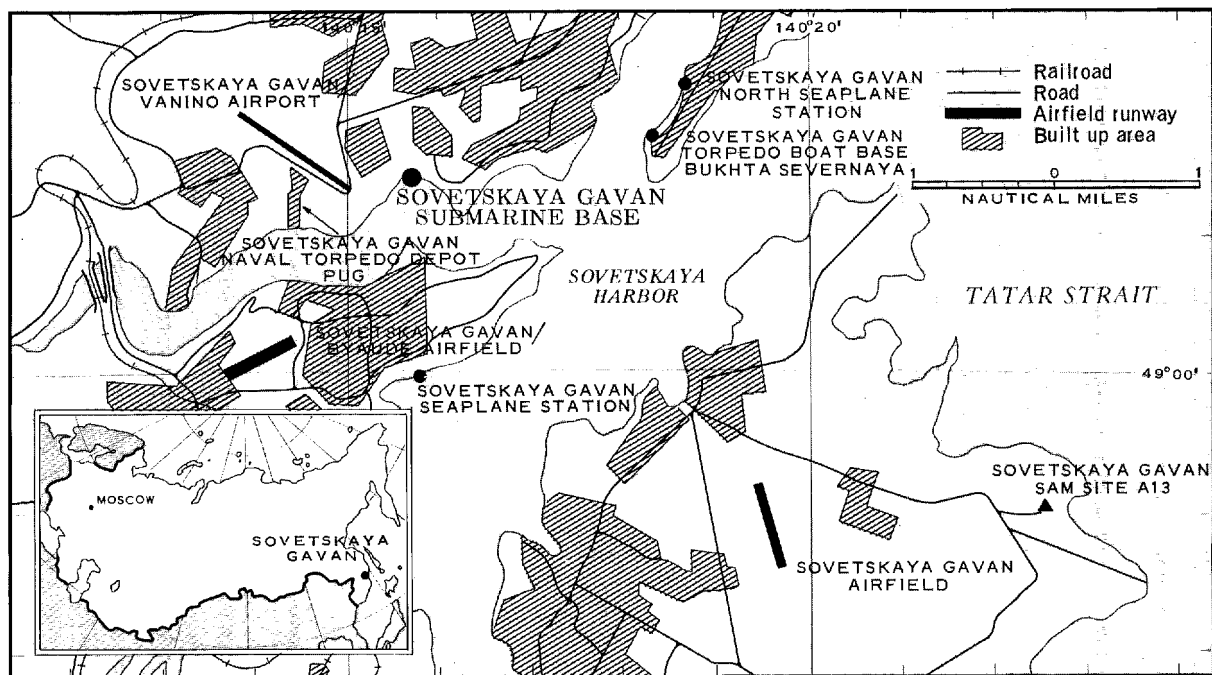 140°15'
140°20'
SOVETSKAYA GAVAN/
VANINO AIRPORT
SOVETSKAYA GAVAN
NORTH SEAPLANE
STATION
SOVETSKAYA GAVAN
TORPEDO BOAT BASE
BUKHTA SEVERNAYA
Railroad
Road
Airfield runway
Built up area
1 0 1
NAUTICAL MILES
SOVETSKAYA GAVAN
SUBMARINE BASE
SOVETSKAYA GAVAN
NAVAL TORPEDO DEPOT
PUG
SOVETSKAYA
HARBOR
TATAR STRAIT
SOVETSKAYA GAVAN/
BYAUDE AIRFIELD
SOVETSKAYA GAVAN
SEAPLANE STATION
49°00'
SOVETSKAYA GAVAN
SAM SITE A13
SOVETSKAYA GAVAN
AIRFIELD
MOSCOW
SOVETSKAYA
GAVAN